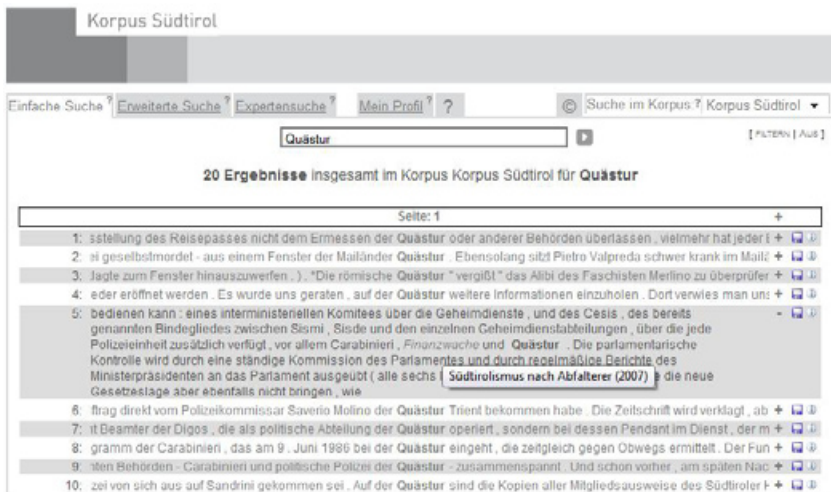 Korpus Südtirol
Einfache Suche ? Erweiterte Suche ? Expertensuche ? Mein Profil ? ? © Suche im Korpus ? Korpus Südtirol
Quästur [ FILTERN | AUS ]
20 Ergebnisse insgesamt im Korpus Korpus Südtirol für Quästur
Seite: 1 +
1: sstellung des Reisepasses nicht dem Ermessen der Quästur oder anderer Behörden überlassen , vielmehr hat jeder +
2: ei geselbstmordet - aus einem Fenster der Mailänder Quästur . Ebensolang sitzt Pietro Valpreda schwer krank im Mailä +
3: Jagte zum Fenster hinauszuwerfen . ) . "Die römische Quästur " vergißt " das Alibi des Faschisten Merlino zu überprüfer +
4: eder eröffnet werden . Es wurde uns geraten , auf der Quästur weitere Informationen einzuholen . Dort verwies man un +
5: bedienen kann : eines interministeriellen Komitees über die Geheimdienste , und des Cesis , des bereits -
genannten Bindegliedes zwischen Sismi , Sisde und den einzelnen Geheimdienstabteilungen , über die jede
Polizeieinheit zusätzlich verfügt , vor allem Carabinieri , Finanzwache und Quästur . Die parlamentarische
Kontrolle wird durch eine ständige Kommission des Parlamentes und durch regelmäßige Berichte des
Ministerpräsidenten an das Parlament ausgeübt ( alle sechs Südtirolismus nach Abfalterer (2007) e die neue
Gesetzeslage aber ebenfalls nicht bringen , wie
6: ftrag direkt vom Polizeikommissar Saverio Molino der Quästur Trient bekommen habe . Die Zeitschrift wird verklagt , ab +
7: it Beamter der Digos , die als politische Abteilung der Quästur operiert , sondern bei dessen Pendant im Dienst , der m +
8: gramm der Carabinieri , das am 9 . Juni 1986 bei der Quästur eingeht , die zeitgleich gegen Obwegs ermittelt . Der Fun +
9: nten Behörden - Carabinieri und politische Polizei der Quästur - zusammenspannt . Und schon vorher , am späten Nac +
10: zei von sich aus auf Sandrini gekommen sei . Auf der Quästur sind die Kopien aller Mitgliedsausweise des Südtiroler +